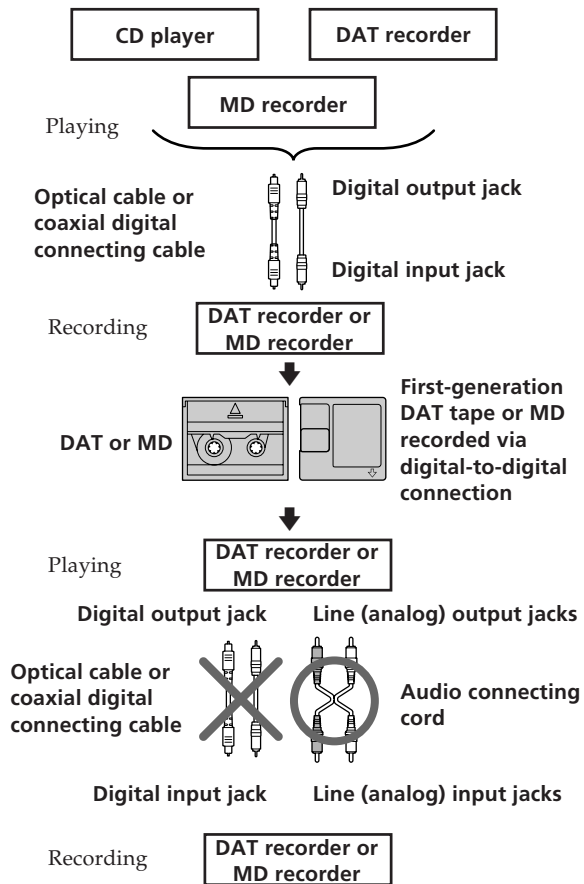 CD player
DAT recorder
MD recorder
Playing
Optical cable or
coaxial digital
connecting cable
Digital output jack
Digital input jack
Recording
DAT recorder or
MD recorder
DAT or MD
First-generation
DAT tape or MD
recorded via
digital-to-digital
connection
Playing
DAT recorder or
MD recorder
Digital output jack
Line (analog) output jacks
Optical cable or
coaxial digital
connecting cable
Audio connecting
cord
Digital input jack
Line (analog) input jacks
Recording
DAT recorder or
MD recorder